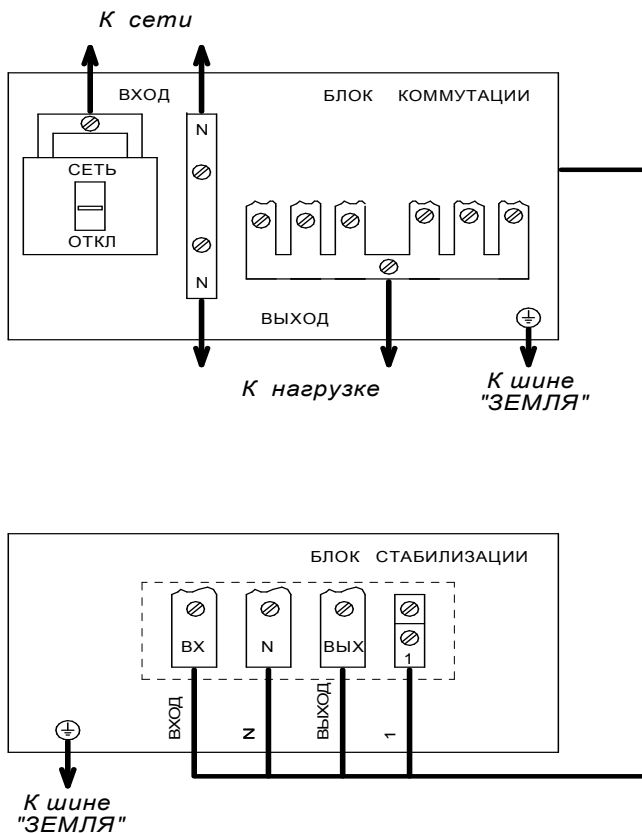 К сети
ВХОД
БЛОК КОММУТАЦИИ
N
СЕТЬ
ОТКЛ
N
ВЫХОД
К нагрузке
К шине
"ЗЕМЛЯ"
БЛОК СТАБИЛИЗАЦИИ
ВХ
N
ВЫХ
1
ВХОД
N
ВЫХОД
1
К шине
"ЗЕМЛЯ"